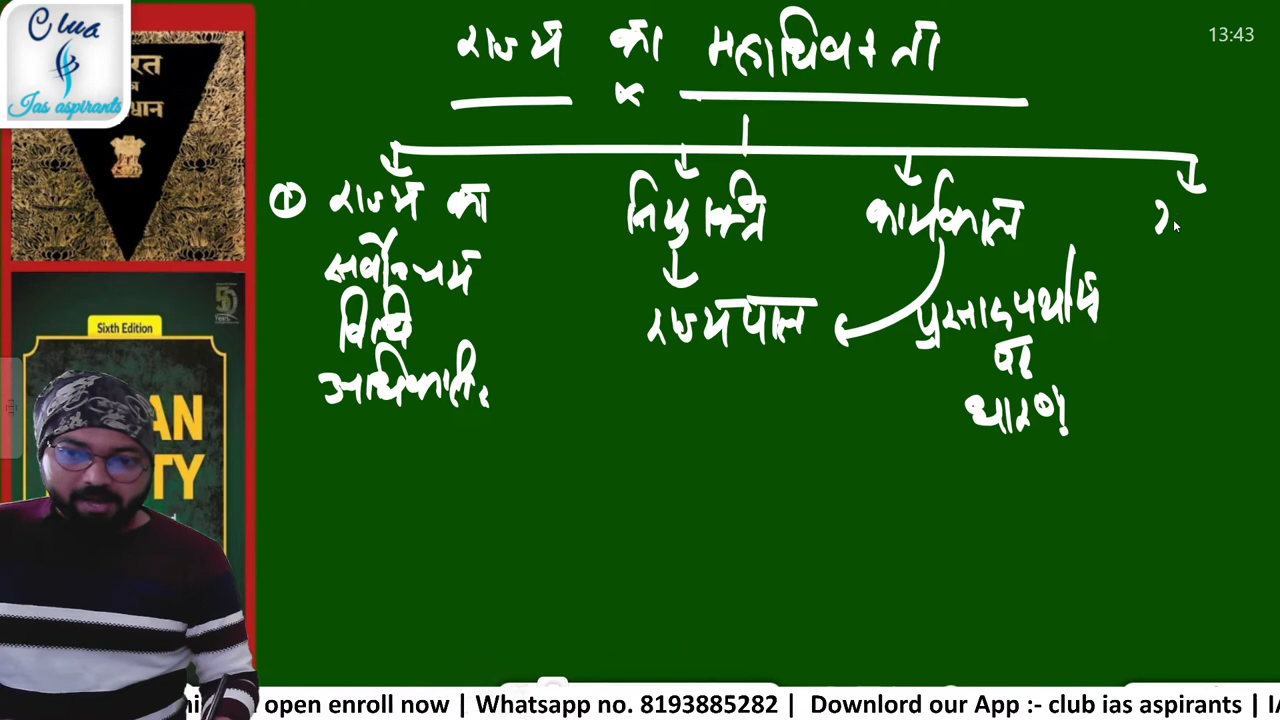 Club
Ias aspirants
13:43
राज्य का महाधिवक्ता
① राज्य का
सर्वोच्च
विधि
अधिकारी
नियुक्ति
राज्यपाल
कार्यकाल
प्रसादपर्यन्त
पद
धारण!
Sixth Edition
open enroll now | Whatsapp no. 8193885282 | Downlord our App :- club ias aspirants |